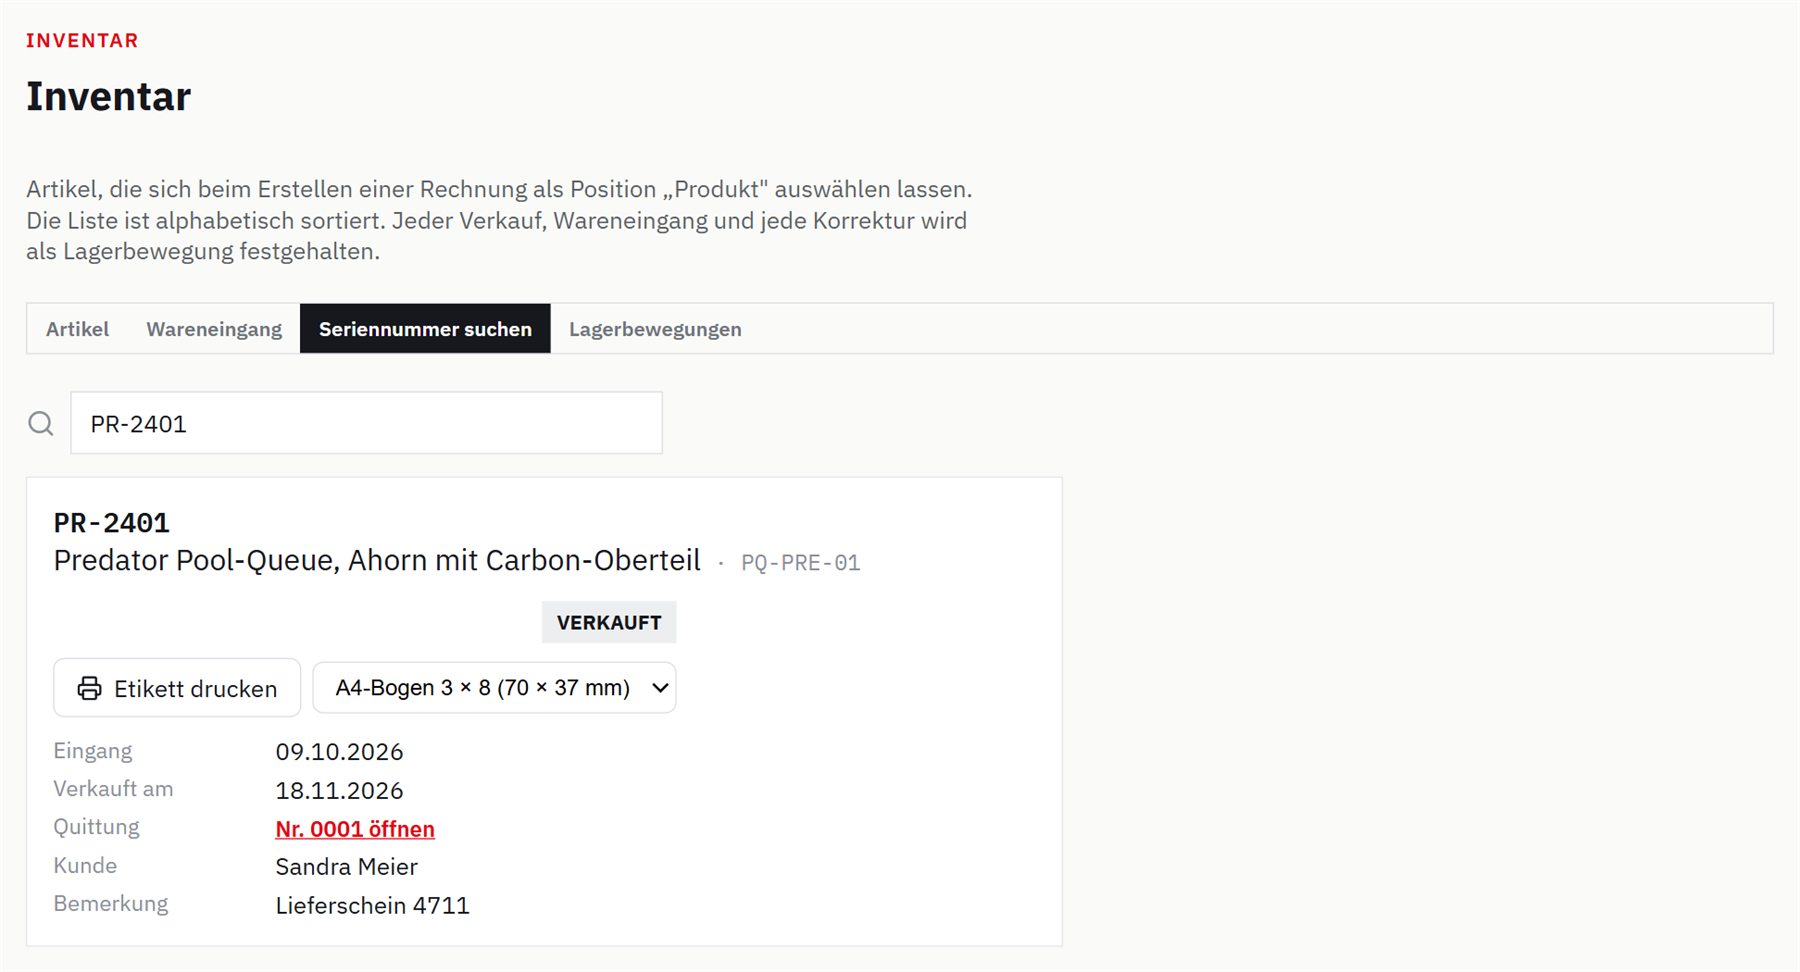 INVENTAR
Inventar
Artikel, die sich beim Erstellen einer Rechnung als Position „Produkt" auswählen lassen.
Die Liste ist alphabetisch sortiert. Jeder Verkauf, Wareneingang und jede Korrektur wird
als Lagerbewegung festgehalten.
Artikel Wareneingang Seriennummer suchen Lagerbewegungen
PR-2401
PR-2401
Predator Pool-Queue, Ahorn mit Carbon-Oberteil · PQ-PRE-01
VERKAUFT
Etikett drucken A4-Bogen 3 × 8 (70 × 37 mm)
Eingang 09.10.2026
Verkauft am 18.11.2026
Quittung Nr. 0001 öffnen
Kunde Sandra Meier
Bemerkung Lieferschein 4711